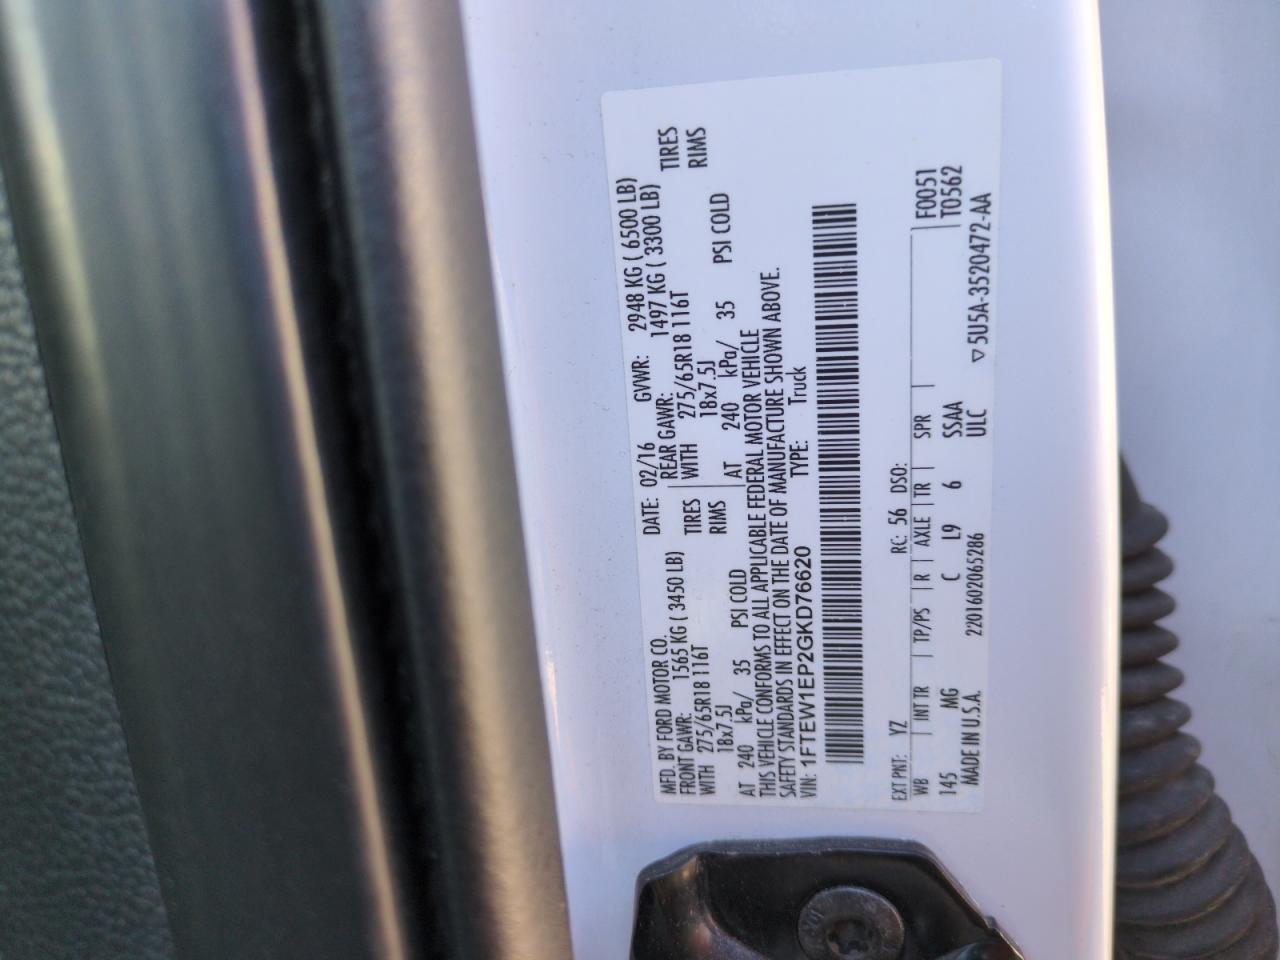 MFD. BY FORD MOTOR CO.
DATE: 02/16 GVWR: 2948 KG ( 6500 LB)
FRONT GAWR: 1565 KG ( 3450 LB) REAR GAWR: 1497 KG ( 3300 LB)
WITH 275/65R18 116T TIRES WITH 275/65R18 116T TIRES
18x7.5J RIMS 18x7.5J RIMS
AT 240 kPa/ 35 PSI COLD AT 240 kPa/ 35 PSI COLD
THIS VEHICLE CONFORMS TO ALL APPLICABLE FEDERAL MOTOR VEHICLE
SAFETY STANDARDS IN EFFECT ON THE DATE OF MANUFACTURE SHOWN ABOVE.
VIN: 1FTEW1EP2GKD76620 TYPE: Truck
EXT PNT: YZ RC: 56 DSO:
WB INT TR TP/PS R AXLE TR SPR F0051
145 MG C L9 6 SSAA T0562
MADE IN U.S.A. 2201602065286 ULC
▽5U5A-3520472-AA